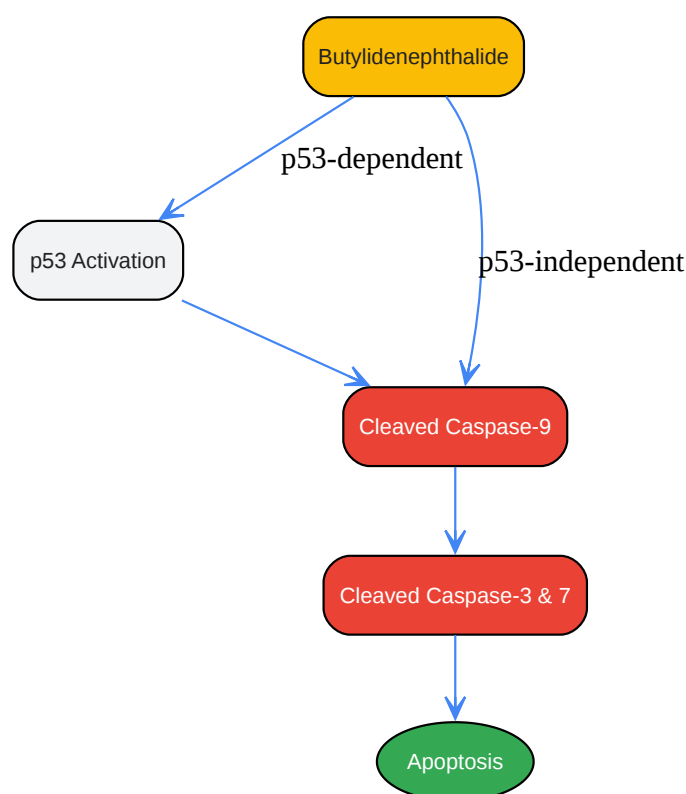 Butylidenephthalide
p53-dependent
p53 Activation
p53-independent
Cleaved Caspase-9
Cleaved Caspase-3 & 7
Apoptosis